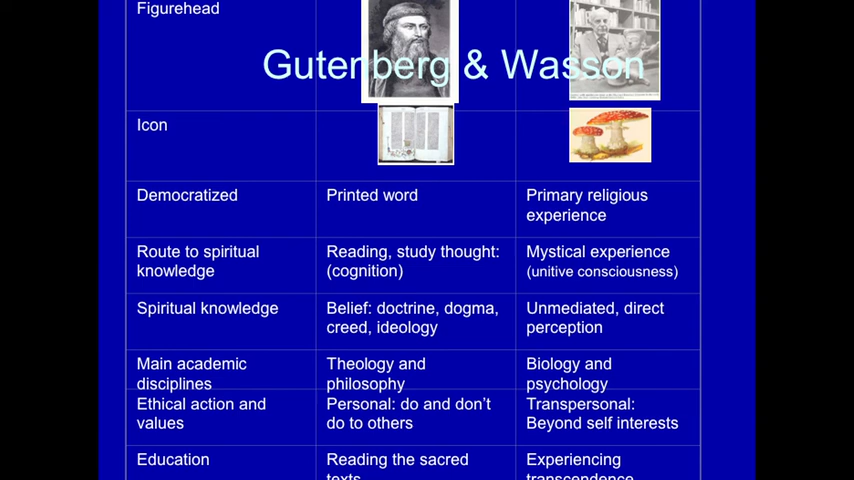 Figurehead
Gutenberg & Wasson
Icon
Democratized
Printed word
Primary religious
experience
Route to spiritual
knowledge
Reading, study thought:
(cognition)
Mystical experience
(unitive consciousness)
Spiritual knowledge
Belief: doctrine, dogma,
creed, ideology
Unmediated, direct
perception
Main academic
disciplines
Theology and
philosophy
Biology and
psychology
Ethical action and
values
Personal: do and don't
do to others
Transpersonal:
Beyond self interests
Education
Reading the sacred
texts
Experiencing
transcendence